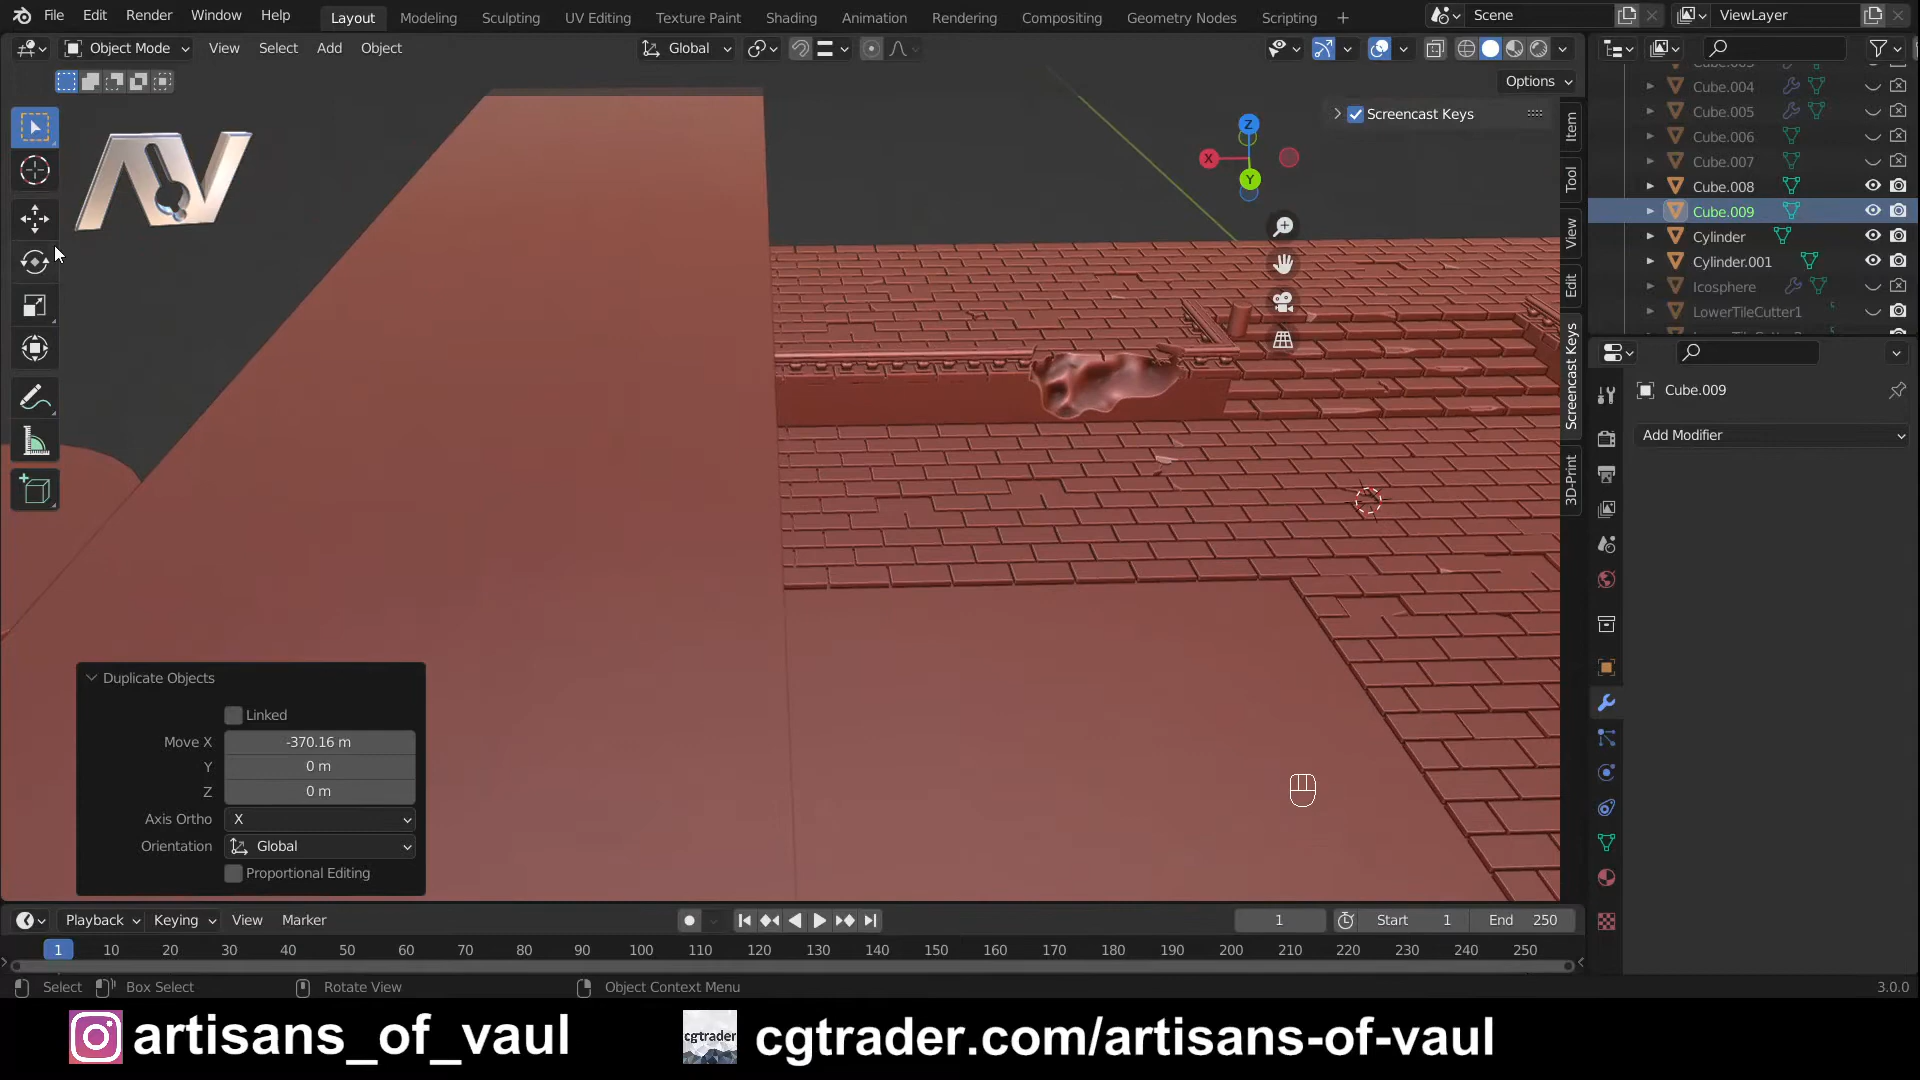 File Edit Render Window Help Layout Modeling Sculpting UV Editing Texture Paint Shading Animation Rendering Compositing Geometry Nodes Scripting Scene ViewLayer
Object Mode View Select Add Object Global
Options
Screencast Keys
Item
Tool
View
Edit
Screencast Keys
3D-Print
Z
X
Y
AV
Cube.004
Cube.005
Cube.006
Cube.007
Cube.008
Cube.009
Cylinder
Cylinder.001
Icosphere
LowerTileCutter1
Cube.009
Add Modifier
Duplicate Objects
Linked
Move X -370.16 m
Y 0 m
Z 0 m
Axis Ortho X
Orientation Global
Proportional Editing
Playback Keying View Marker 1 Start 1 End 250
1 10 20 30 40 50 60 70 80 90 100 110 120 130 140 150 160 170 180 190 200 210 220 230 240 250
Select Box Select Rotate View Object Context Menu 3.0.0
artisans_of_vaul cgtrader cgtrader.com/artisans-of-vaul